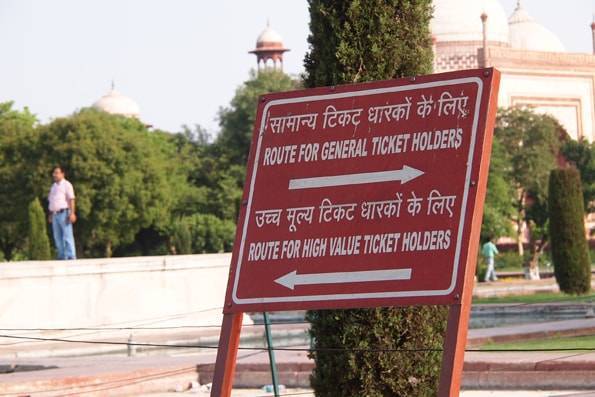 सामान्य टिकट धारकों के लिए
ROUTE FOR GENERAL TICKET HOLDERS
उच्च मूल्य टिकट धारकों के लिए
ROUTE FOR HIGH VALUE TICKET HOLDERS